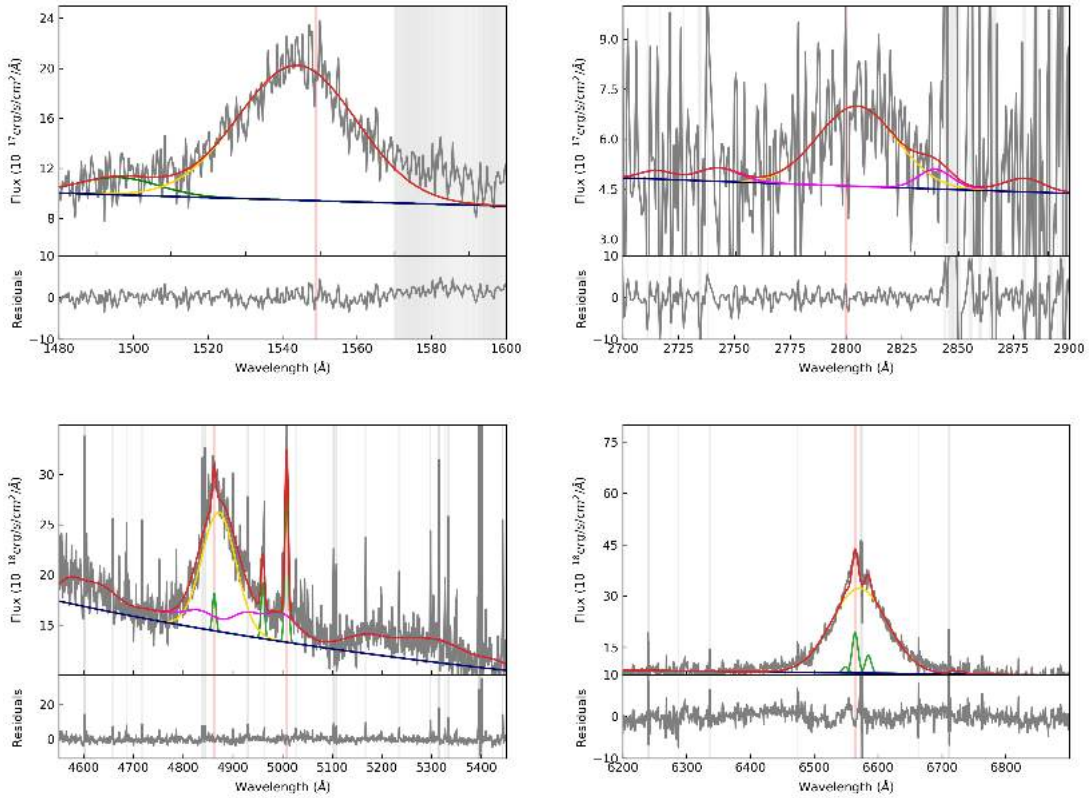 24
20
16
12
8
Flux (10 17erg/s/cm²/Å)
10
0
−10
Residuals
1480 1500 1520 1540 1560 1580 1600
Wavelength (Å)
9.0
7.5
6.0
4.5
3.0
Flux (10 17erg/s/cm²/Å)
10
0
−10
Residuals
2700 2725 2750 2775 2800 2825 2850 2875 2900
Wavelength (Å)
30
25
20
15
Flux (10 18erg/s/cm²/Å)
20
0
Residuals
4600 4700 4800 4900 5000 5100 5200 5300 5400
Wavelength (Å)
75
60
45
30
15
Flux (10 18erg/s/cm²/Å)
10
0
−10
Residuals
6200 6300 6400 6500 6600 6700 6800
Wavelength (Å)